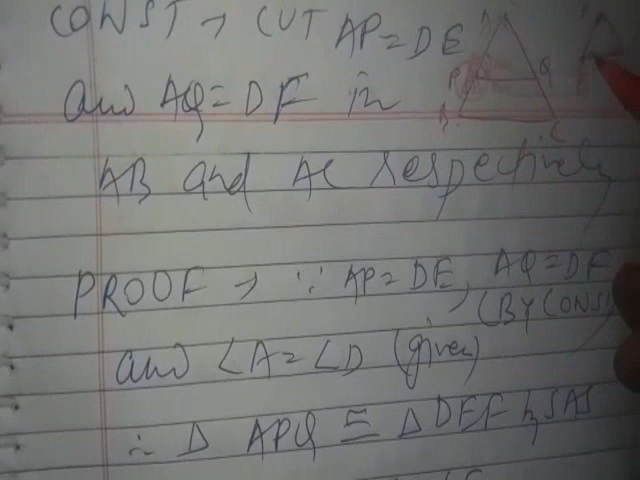 CONST → CUT AP = DE
and AQ = DF in
AB and AC respectively
PROOF → ∵ AP = DE, AQ = DF
(BY CONS
and ∠A = ∠D (given)
∴ Δ APQ ≅ Δ DEF by SAS
A
P Q
B C